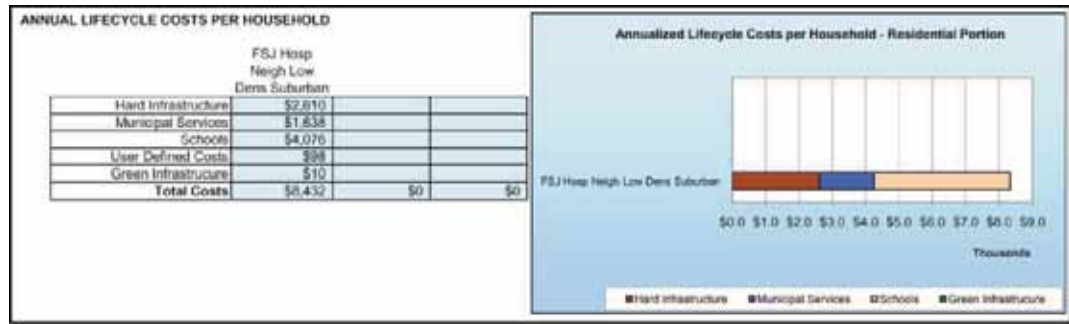 ANNUAL LIFECYCLE COSTS PER HOUSEHOLD
FSJ Hosp
Neigh Low
Dens Suburban
Hard Infrastructure $2,610
Municipal Services $1,638
Schools $4,076
User Defined Costs $98
Green Infrastrucure $10
Total Costs $8,432 $0 $0
Annualized Lifecycle Costs per Household - Residential Portion
FSJ Hosp Neigh Low Dens Suburban
$0.0 $1.0 $2.0 $3.0 $4.0 $5.0 $6.0 $7.0 $8.0 $9.0
Thousands
Hard Infrastructure Municipal Services Schools Green Infrastrucure